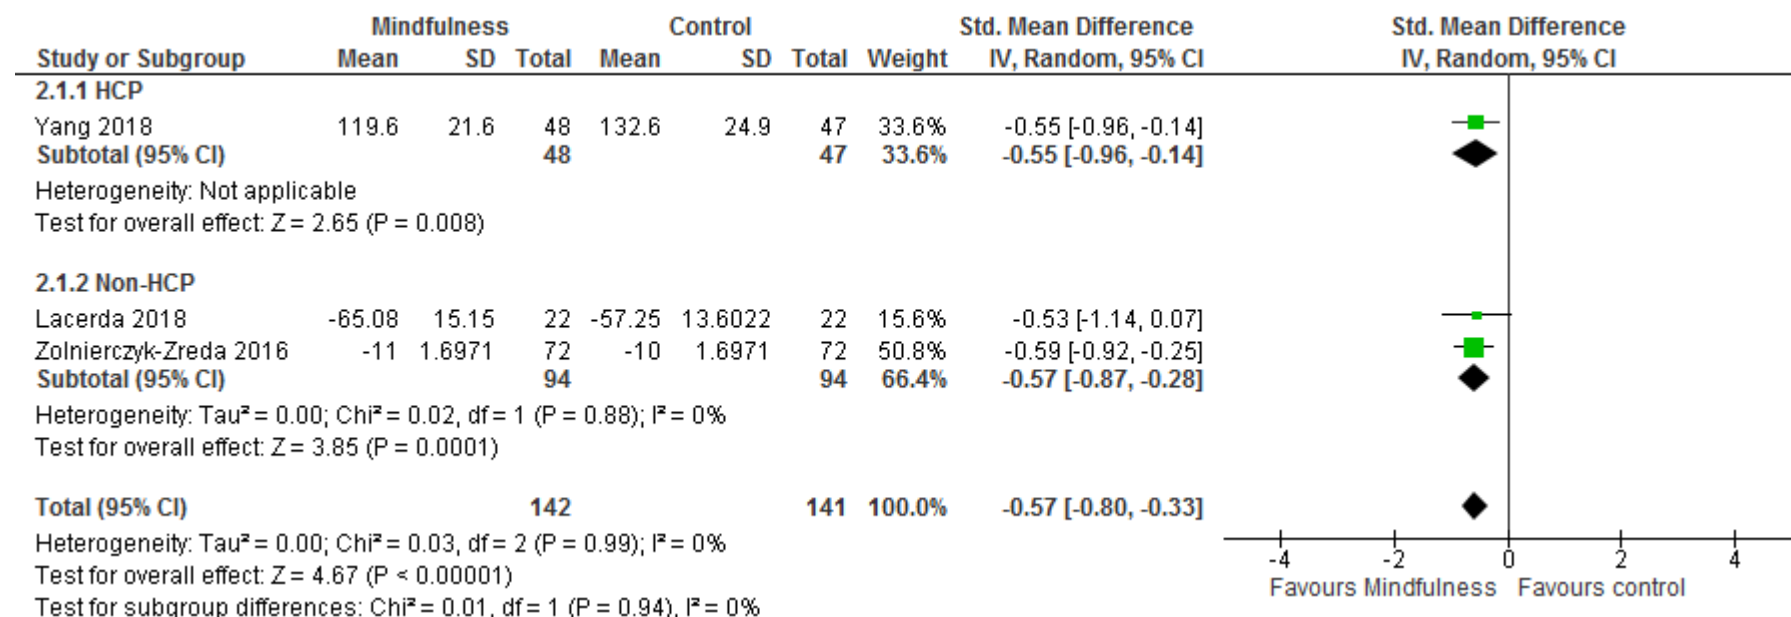 Mindfulness Control Std. Mean Difference Std. Mean Difference
Study or Subgroup Mean SD Total Mean SD Total Weight IV, Random, 95% CI IV, Random, 95% CI
2.1.1 HCP
Yang 2018 119.6 21.6 48 132.6 24.9 47 33.6% -0.55 [-0.96, -0.14]
Subtotal (95% CI) 48 47 33.6% -0.55 [-0.96, -0.14]
Heterogeneity: Not applicable
Test for overall effect: Z = 2.65 (P = 0.008)
2.1.2 Non-HCP
Lacerda 2018 -65.08 15.15 22 -57.25 13.6022 22 15.6% -0.53 [-1.14, 0.07]
Zolnierczyk-Zreda 2016 -11 1.6971 72 -10 1.6971 72 50.8% -0.59 [-0.92, -0.25]
Subtotal (95% CI) 94 94 66.4% -0.57 [-0.87, -0.28]
Heterogeneity: Tau² = 0.00; Chi² = 0.02, df = 1 (P = 0.88); I² = 0%
Test for overall effect: Z = 3.85 (P = 0.0001)
Total (95% CI) 142 141 100.0% -0.57 [-0.80, -0.33]
Heterogeneity: Tau² = 0.00; Chi² = 0.03, df = 2 (P = 0.99); I² = 0%
Test for overall effect: Z = 4.67 (P < 0.00001)
Test for subgroup differences: Chi² = 0.01, df = 1 (P = 0.94), I² = 0%
-4 -2 0 2 4
Favours Mindfulness Favours control